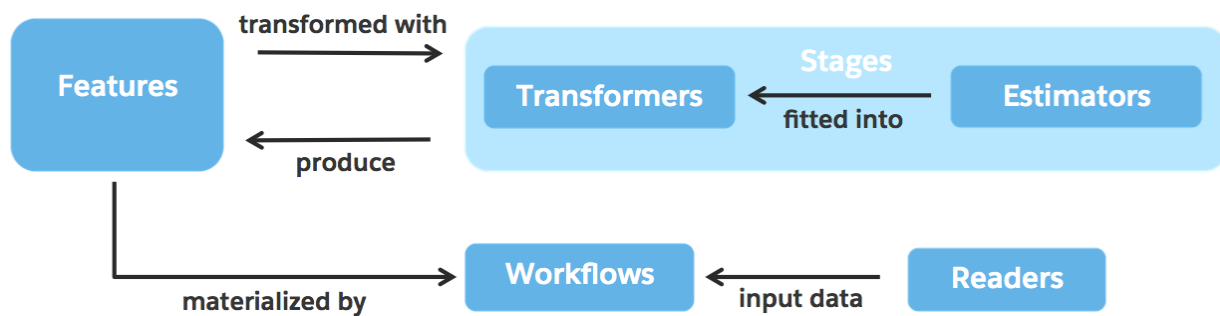 transformed with
Features
Stages
Transformers
fitted into
Estimators
produce
Workflows
Readers
materialized by
input data